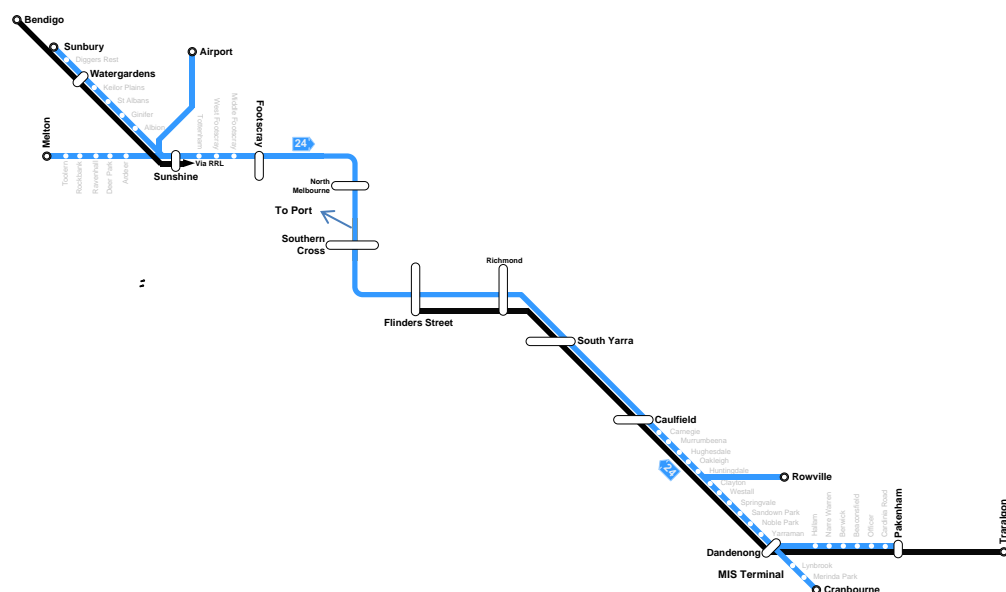 Bendigo
Sunbury
Diggers Rest
Watergardens
Keilor Plains
St Albans
Ginifer
Albion
Airport
Melton
Toolern
Rockbank
Ravenhall
Deer Park
Ardeer
Sunshine
Via RRL
Tottenham
West Footscray
Middle Footscray
Footscray
24
North
Melbourne
To Port
Southern
Cross
Flinders Street
Richmond
South Yarra
Caulfield
Carnegie
Murrumbeena
Hughesdale
Oakleigh
Huntingdale
24
Clayton
Rowville
Westall
Springvale
Sandown Park
Noble Park
Yarraman
Dandenong
MIS Terminal
Hallam
Narre Warren
Berwick
Beaconsfield
Officer
Cardinia Road
Pakenham
Traralgon
Lynbrook
Merinda Park
Cranbourne